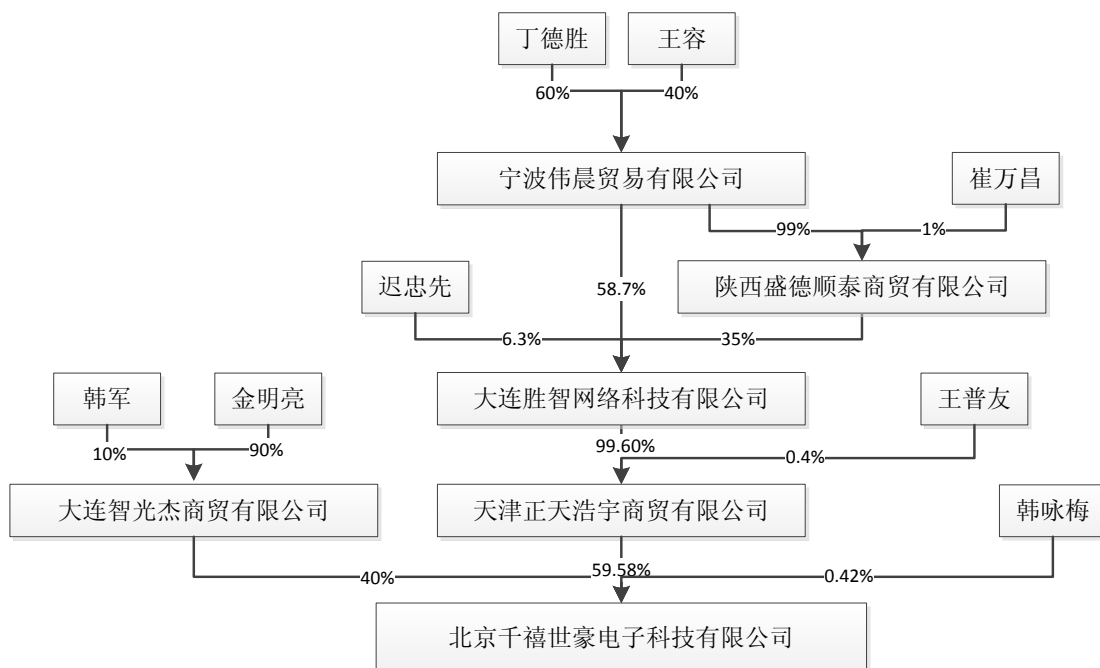 丁德胜
王容
60%
40%
宁波伟晨贸易有限公司
崔万昌
99%
1%
迟忠先
58.7%
陕西盛德顺泰商贸有限公司
6.3%
35%
韩军
金明亮
大连胜智网络科技有限公司
王普友
10%
90%
99.60%
0.4%
大连智光杰商贸有限公司
天津正天浩宇商贸有限公司
韩咏梅
40%
59.58%
0.42%
北京千禧世豪电子科技有限公司